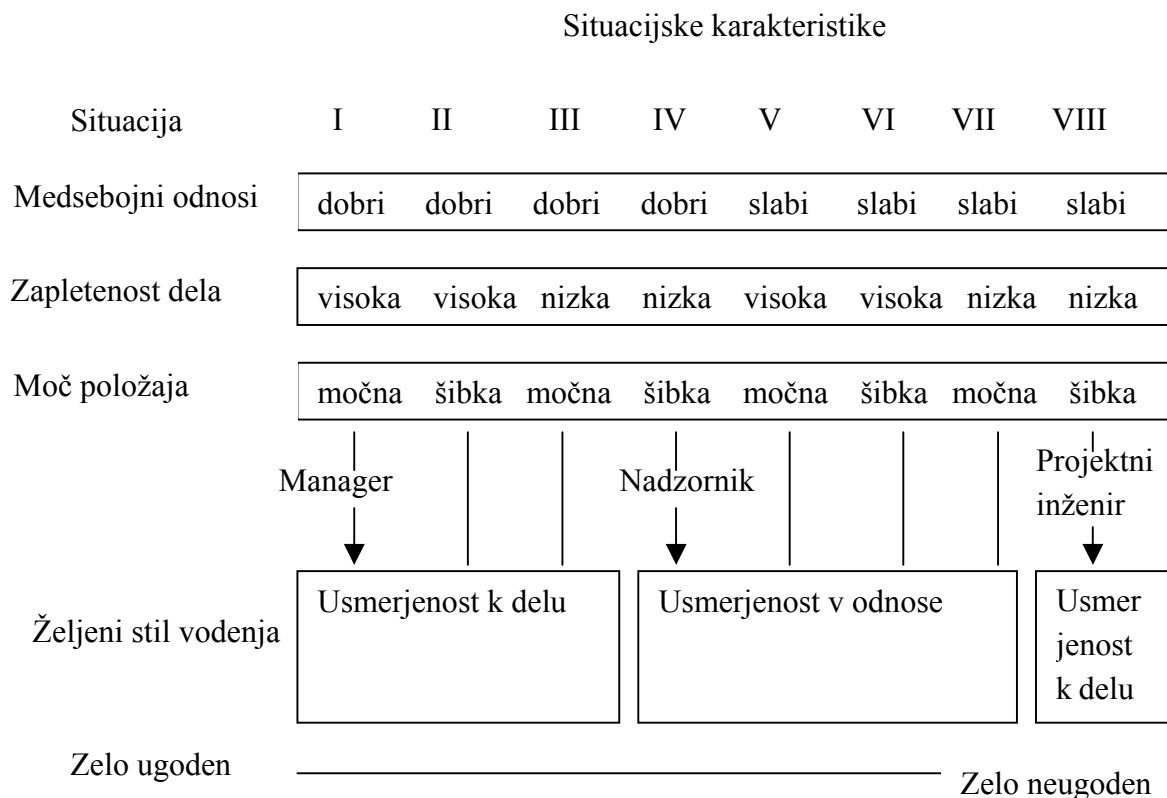 Situacijske karakteristike
Situacija I II III IV V VI VII VIII
Medsebojni odnosi dobri dobri dobri dobri slabi slabi slabi slabi
Zapletenost dela visoka visoka nizka nizka visoka visoka nizka nizka
Moč položaja močna šibka močna šibka močna šibka močna šibka
Manager
Nadzornik
Projektni
inženir
Željeni stil vodenja
Usmerjenost k delu
Usmerjenost v odnose
Usmer
jenost
k delu
Zelo ugoden
Zelo neugoden